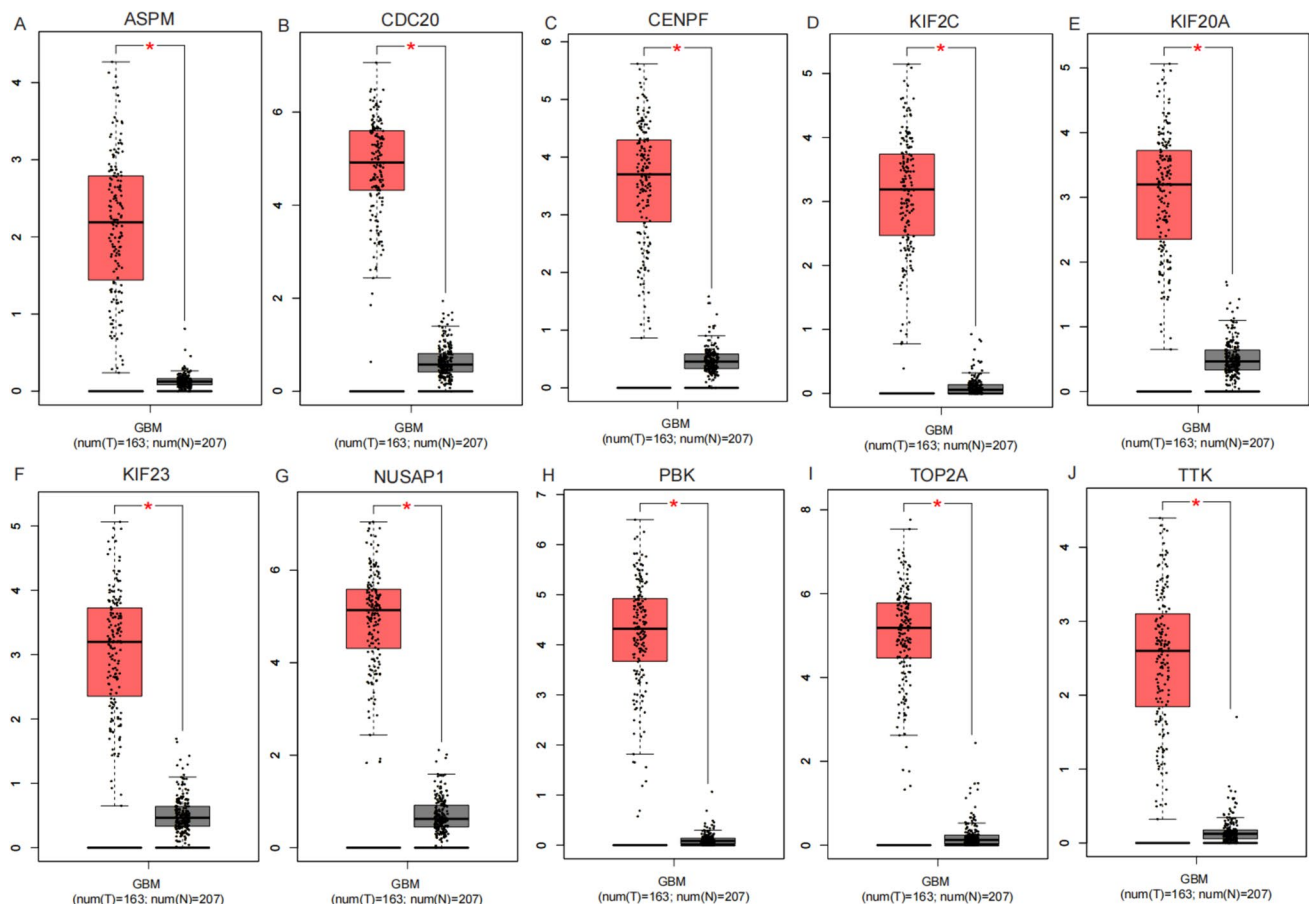 A ASPM
*
4
3
2
1
0
GBM
(num(T)=163; num(N)=207)
B CDC20
*
6
4
2
0
GBM
(num(T)=163; num(N)=207)
C CENPF
*
6
5
4
3
2
1
0
GBM
(num(T)=163; num(N)=207)
D KIF2C
*
5
4
3
2
1
0
GBM
(num(T)=163; num(N)=207)
E KIF20A
*
5
4
3
2
1
0
GBM
(num(T)=163; num(N)=207)
F KIF23
*
5
4
3
2
1
0
GBM
(num(T)=163; num(N)=207)
G NUSAP1
*
6
4
2
0
GBM
(num(T)=163; num(N)=207)
H PBK
*
7
6
5
4
3
2
1
0
GBM
(num(T)=163; num(N)=207)
I TOP2A
*
8
6
4
2
0
GBM
(num(T)=163; num(N)=207)
J TTK
*
4
3
2
1
0
GBM
(num(T)=163; num(N)=207)